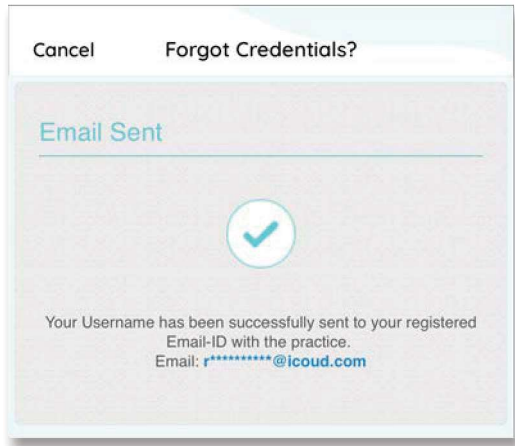 Cancel Forgot Credentials?
Email Sent
Your Username has been successfully sent to your registered
Email-ID with the practice.
Email: r**********@icoud.com